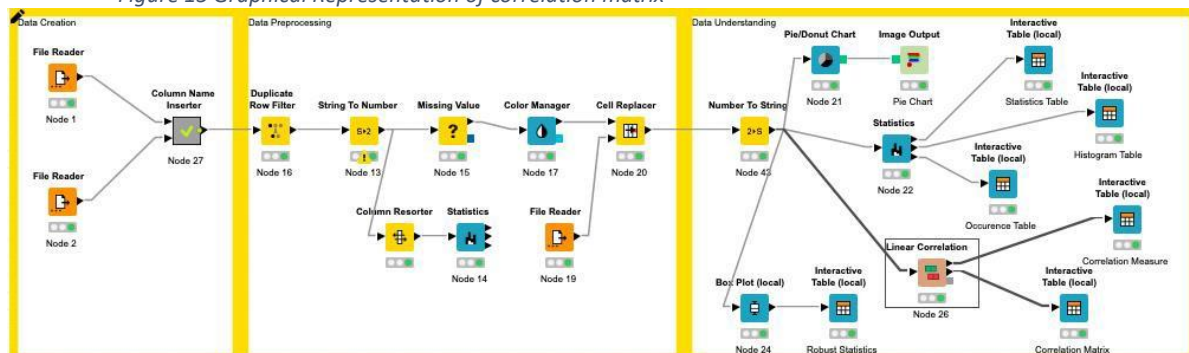 Figure 13 Graphical Representation of correlation matrix
Data Creation
File Reader
Node 1
Column Name
Inserter
Node 27
File Reader
Node 2
Data Preprocessing
Duplicate
Row Filter
Node 16
String To Number
S▸2
Node 13
Missing Value
?
Node 15
Color Manager
Node 17
Cell Replacer
Node 20
Column Resorter
Statistics
Node 14
File Reader
Node 19
Data Understanding
Pie/Donut Chart
Node 21
Image Output
Pie Chart
Interactive
Table (local)
Statistics Table
Number To String
2▸S
Node 43
Statistics
Node 22
Interactive
Table (local)
Histogram Table
Interactive
Table (local)
Occurence Table
Interactive
Table (local)
Correlation Measure
Linear Correlation
Node 26
Box Plot (local)
Node 24
Interactive
Table (local)
Robust Statistics
Interactive
Table (local)
Correlation Matrix